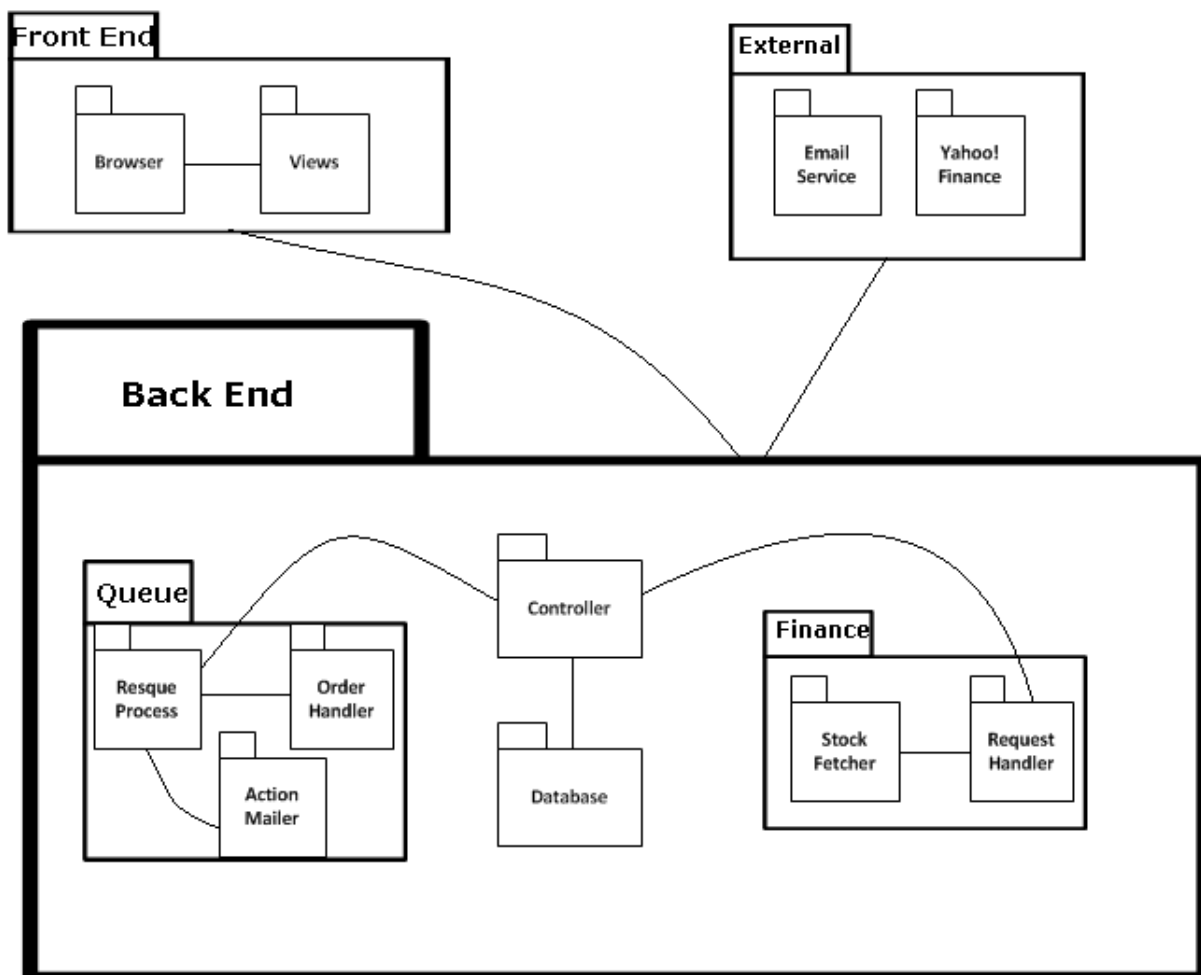 Front End
External
Browser
Views
Email
Service
Yahoo!
Finance
Back End
Queue
Controller
Finance
Resque
Process
Order
Handler
Stock
Fetcher
Request
Handler
Action
Mailer
Database